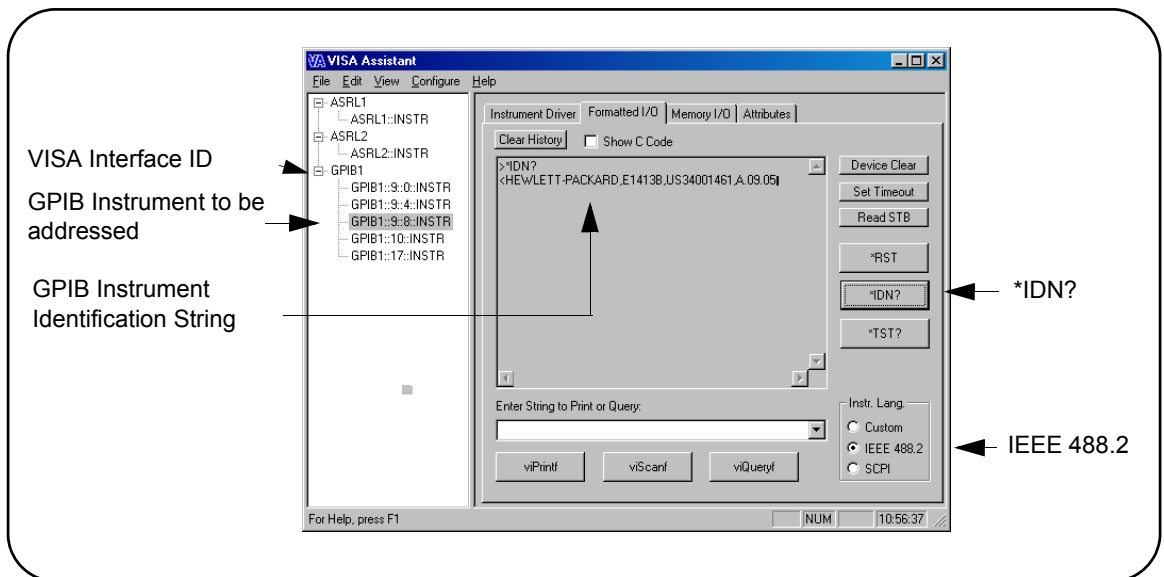 VISA Assistant
File Edit View Configure Help
ASRL1
ASRL1::INSTR
ASRL2
ASRL2::INSTR
GPIB1
GPIB1::9::0::INSTR
GPIB1::9::4::INSTR
GPIB1::9::8::INSTR
GPIB1::10::INSTR
GPIB1::17::INSTR
VISA Interface ID
GPIB Instrument to be
addressed
GPIB Instrument
Identification String
Instrument Driver Formatted I/O Memory I/O Attributes
Clear History Show C Code
>*IDN?
<HEWLETT-PACKARD,E1413B,US34001461,A.09.05
Device Clear
Set Timeout
Read STB
*RST
*IDN?
*TST?
*IDN?
Enter String to Print or Query:
viPrintf viScanf viQueryf
Instr. Lang.
Custom
IEEE 488.2
SCPI
IEEE 488.2
For Help, press F1 NUM 10:56:37